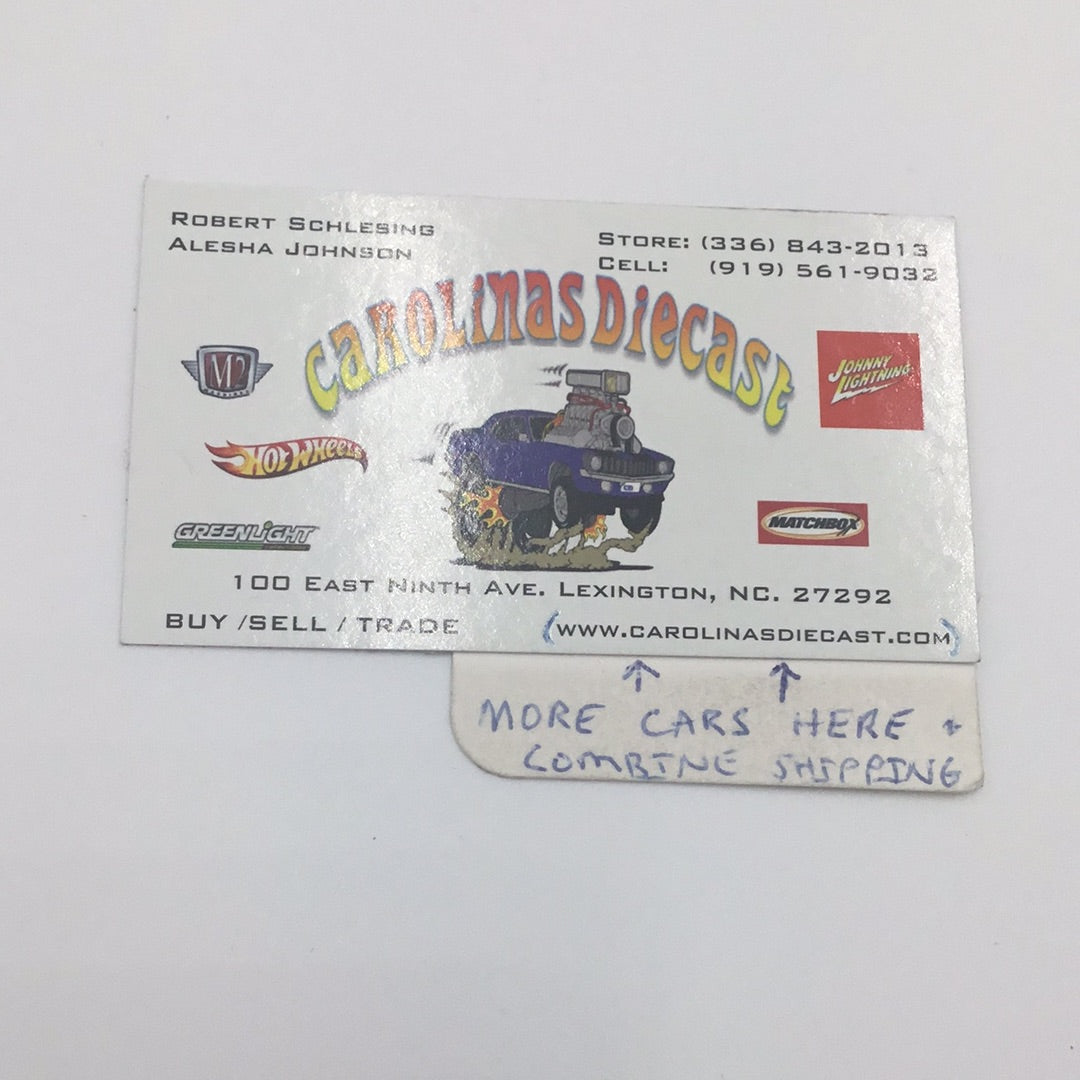 ROBERT SCHLESING
ALESHA JOHNSON
STORE: (336) 843-2013
CELL: (919) 561-9032
CAROLINAS DIECAST
M2
JOHNNY LIGHTNING
HOT WHEELS
GREENLIGHT
MATCHBOX
100 EAST NINTH AVE. LEXINGTON, NC. 27292
BUY /SELL / TRADE
(WWW.CAROLINASDIECAST.COM)
↑ ↑
MORE CARS HERE +
COMBINE SHIPPING